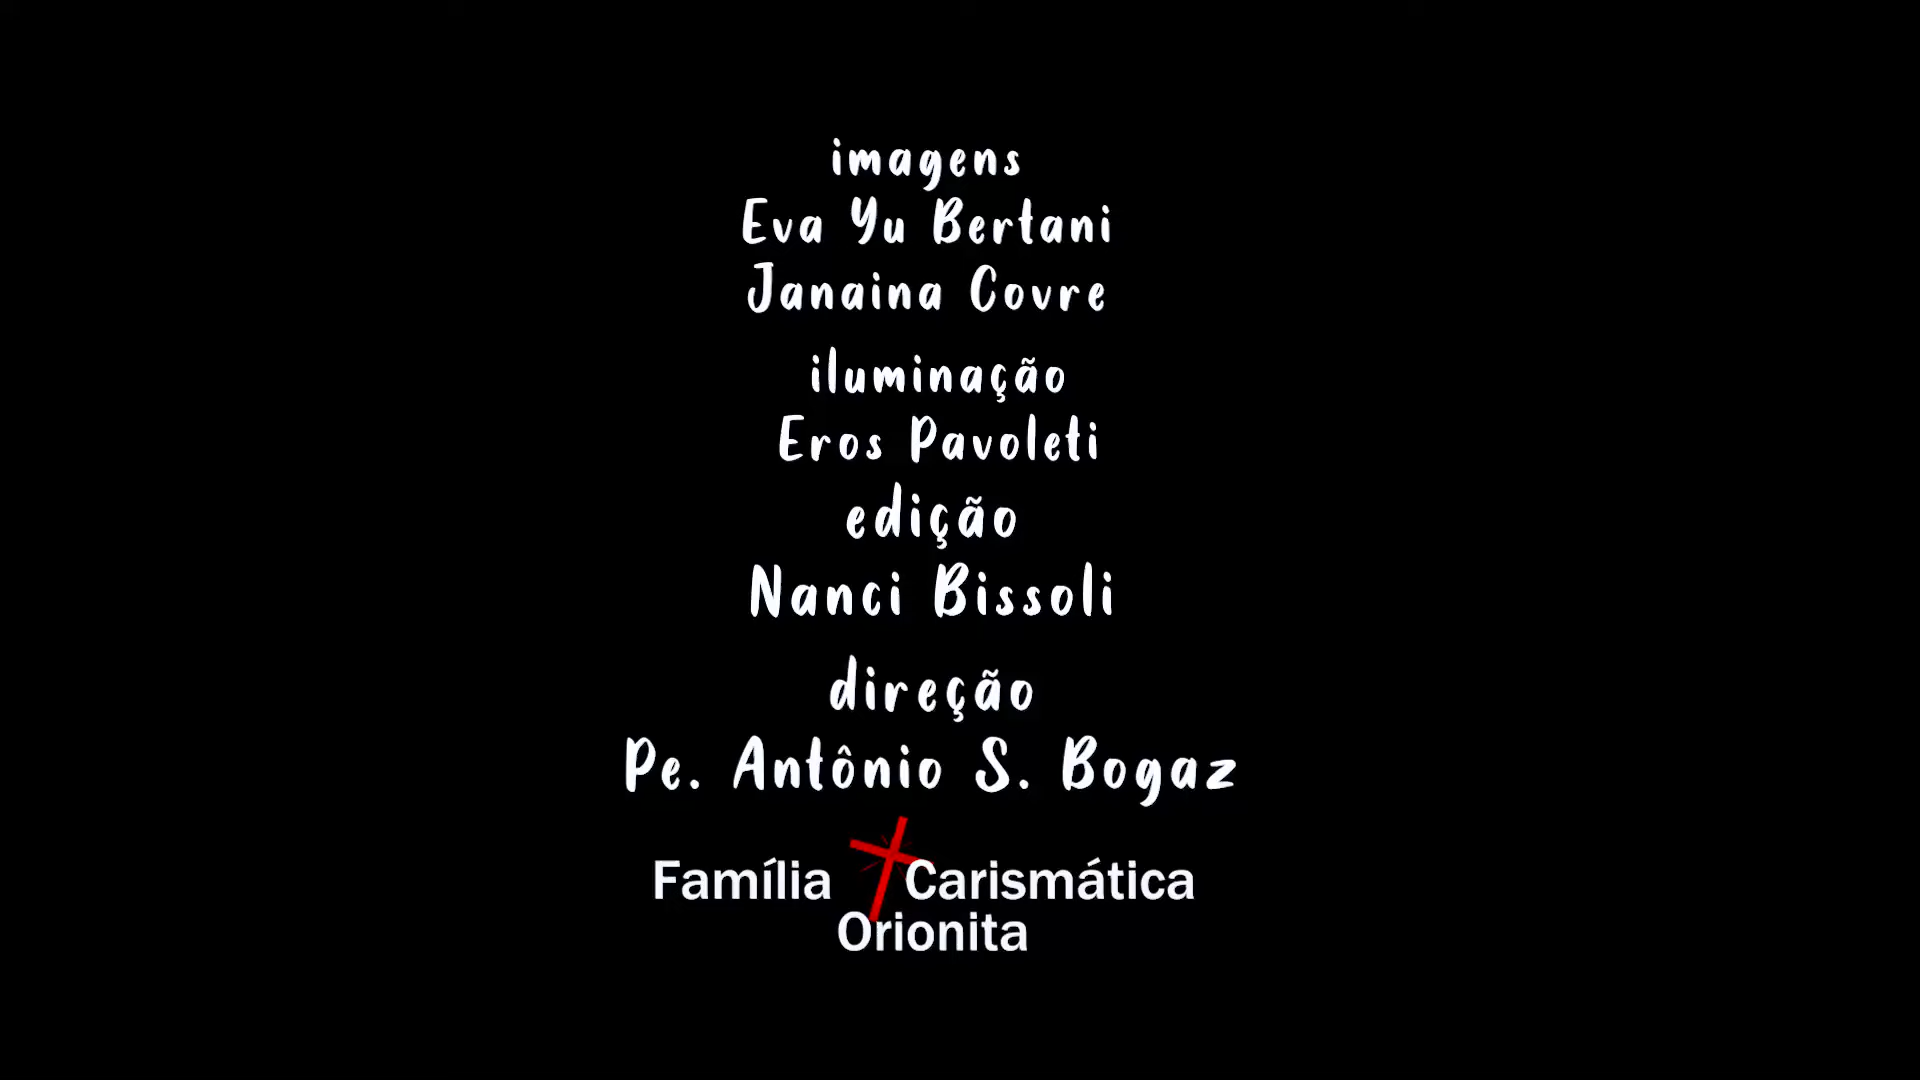 imagens
Eva Yu Bertani
Janaina Covre
iluminação
Eros Pavoleti
edição
Nanci Bissoli
direção
Pe. Antônio S. Bogaz
Família Carismática
Orionita